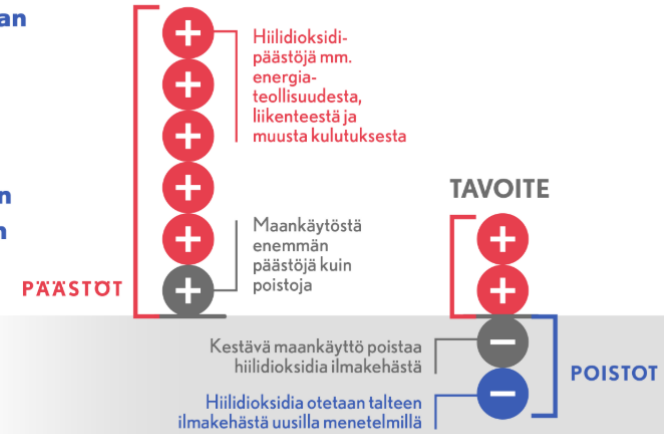 an
n
n
Hiilidioksidi-
päästöjä mm.
energia-
teollisuudesta,
liikenteestä ja
muusta kulutuksesta
Maankäytöstä
enemmän
päästöjä kuin
poistoja
PÄÄSTÖT
TAVOITE
Kestävä maankäyttö poistaa
hiilidioksidia ilmakehästä
Hiilidioksidia otetaan talteen
ilmakehästä uusilla menetelmillä
POISTOT